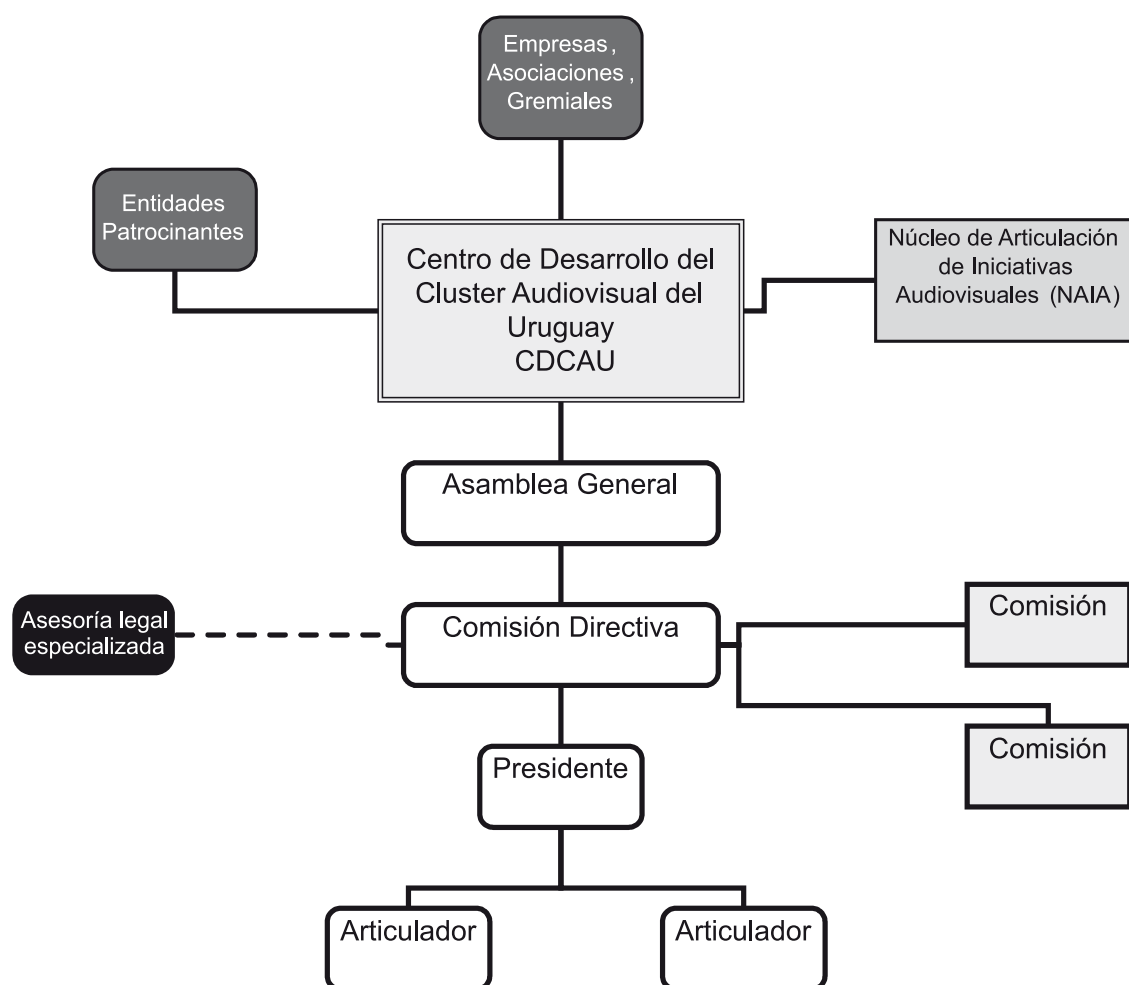 Empresas,
Asociaciones,
Gremiales
Entidades
Patrocinantes
Centro de Desarrollo del
Cluster Audiovisual del
Uruguay
CDCAU
Núcleo de Articulación
de Iniciativas
Audiovisuales (NAIA)
Asamblea General
Asesoría legal
especializada
Comisión Directiva
Comisión
Comisión
Presidente
Articulador
Articulador